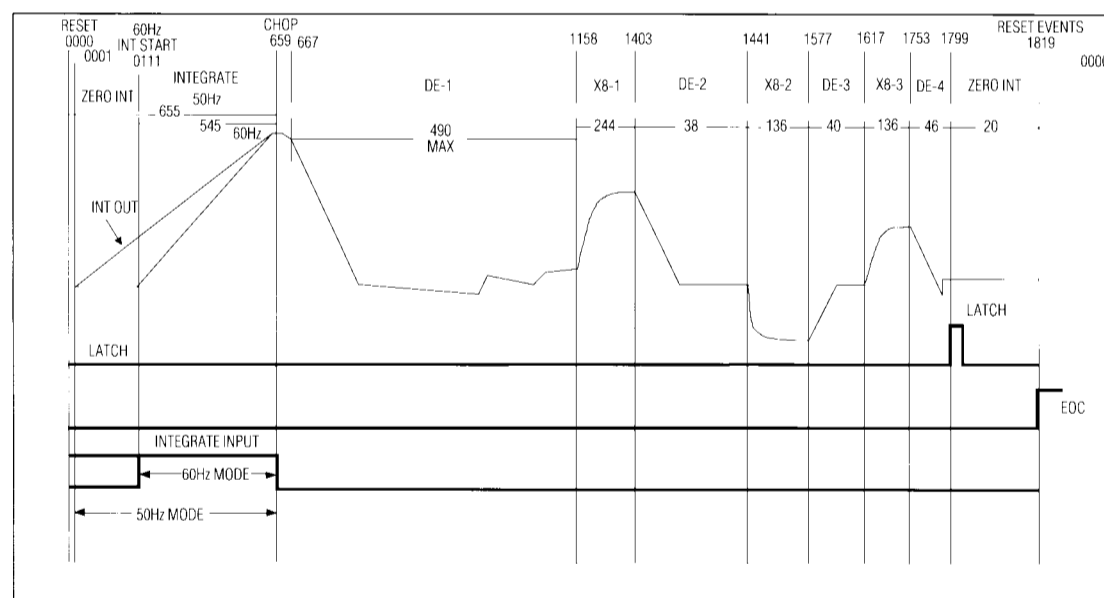 RESET
60Hz
CHOP
RESET EVENTS
0000
INT START
659 667
1158
1403
1441
1577
1617
1753
1799
1819
0001
0111
0000
INTEGRATE
ZERO INT
50Hz
DE-1
X8-1
DE-2
X8-2
DE-3
X8-3
DE-4
ZERO INT
655
545
60Hz
490
MAX
244
38
136
40
136
46
20
INT OUT
LATCH
LATCH
EOC
INTEGRATE INPUT
60Hz MODE
50Hz MODE